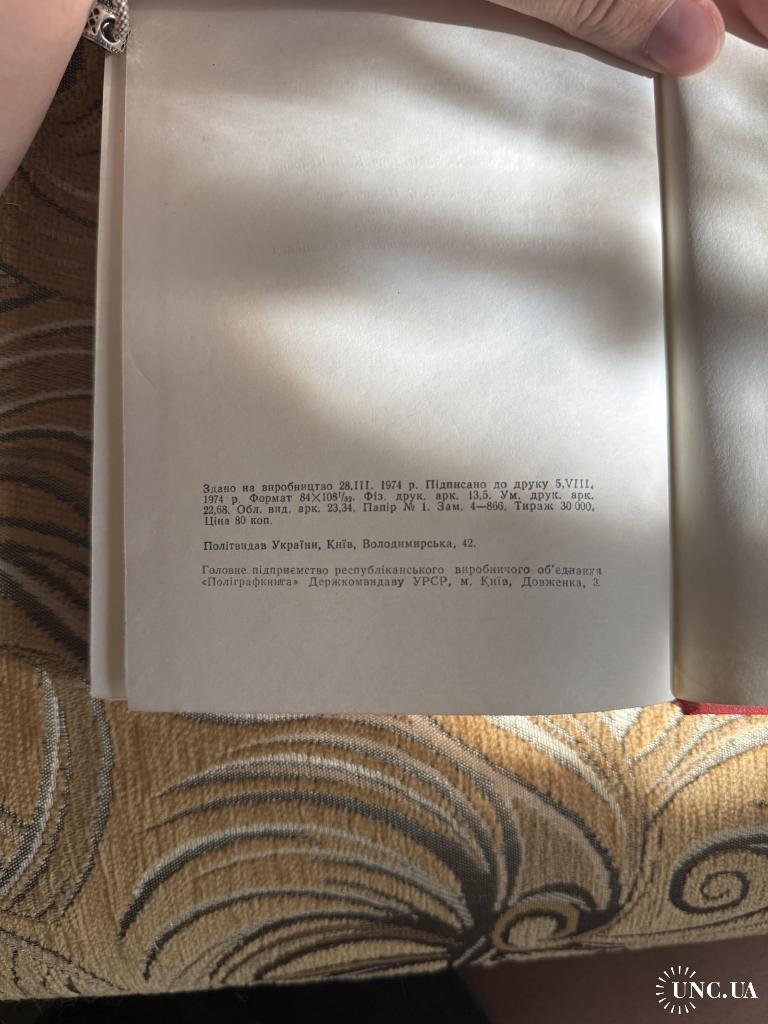 Здано на виробництво 28.III. 1974 р. Підписано до друку 5.VIII.
1974 р. Формат 84×108¹/₃₂. Фіз. друк. арк. 13,5. Ум. друк. арк.
22,68. Обл. вид. арк. 23,34. Папір № 1. Зам. 4—866. Тираж 30 000.
Ціна 80 коп.
Політвидав України, Київ, Володимирська, 42.
Головне підприємство республіканського виробничого об'єднання
«Поліграфкнига» Держкомвидаву УРСР, м. Київ, Довженка, 3.
UNC.UA